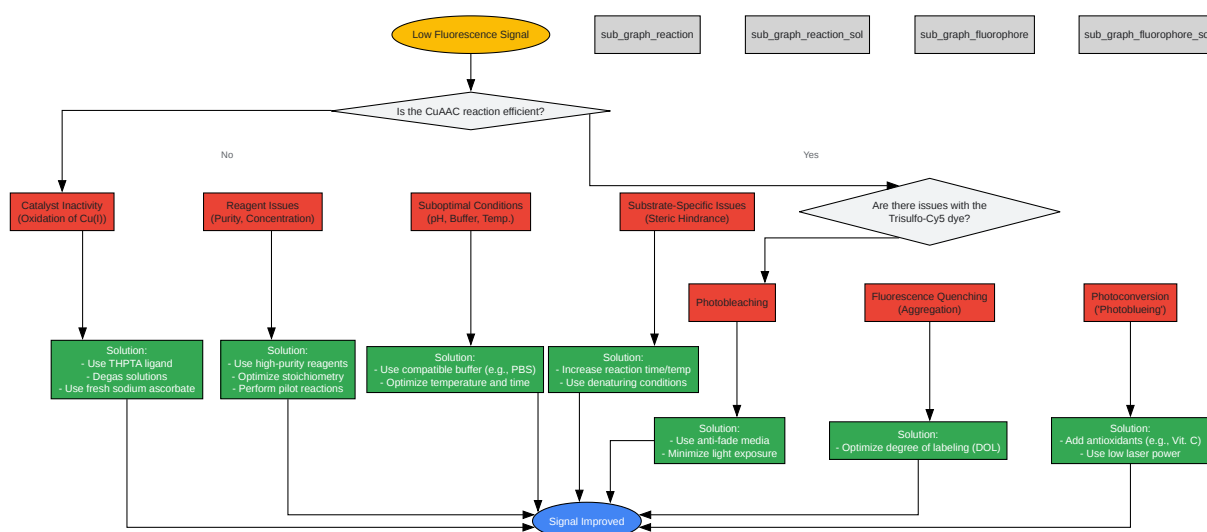 Low Fluorescence Signal
sub_graph_reaction
sub_graph_reaction_sol
sub_graph_fluorophore
sub_graph_fluorophore_so
Is the CuAAC reaction efficient?
No
Yes
Catalyst Inactivity
(Oxidation of Cu(I))
Reagent Issues
(Purity, Concentration)
Suboptimal Conditions
(pH, Buffer, Temp.)
Substrate-Specific Issues
(Steric Hindrance)
Are there issues with the
Trisulfo-Cy5 dye?
Photobleaching
Fluorescence Quenching
(Aggregation)
Photoconversion
('Photoblueing')
Solution:
- Use THPTA ligand
- Degas solutions
- Use fresh sodium ascorbate
Solution:
- Use high-purity reagents
- Optimize stoichiometry
- Perform pilot reactions
Solution:
- Use compatible buffer (e.g., PBS)
- Optimize temperature and time
Solution:
- Increase reaction time/temp
- Use denaturing conditions
Solution:
- Use anti-fade media
- Minimize light exposure
Solution:
- Optimize degree of labeling (DOL)
Solution:
- Add antioxidants (e.g., Vit. C)
- Use low laser power
Signal Improved